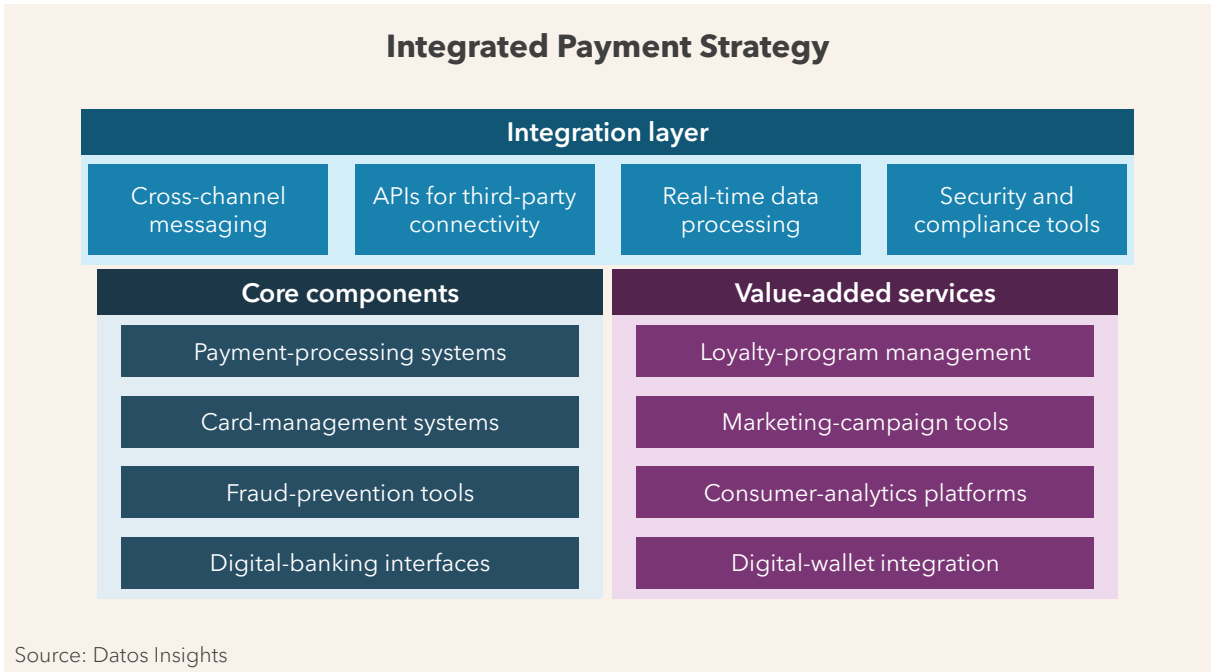 Integrated Payment Strategy
Integration layer
Cross-channel
messaging
APIs for third-party
connectivity
Real-time data
processing
Security and
compliance tools
Core components
Payment-processing systems
Card-management systems
Fraud-prevention tools
Digital-banking interfaces
Value-added services
Loyalty-program management
Marketing-campaign tools
Consumer-analytics platforms
Digital-wallet integration
Source: Datos Insights